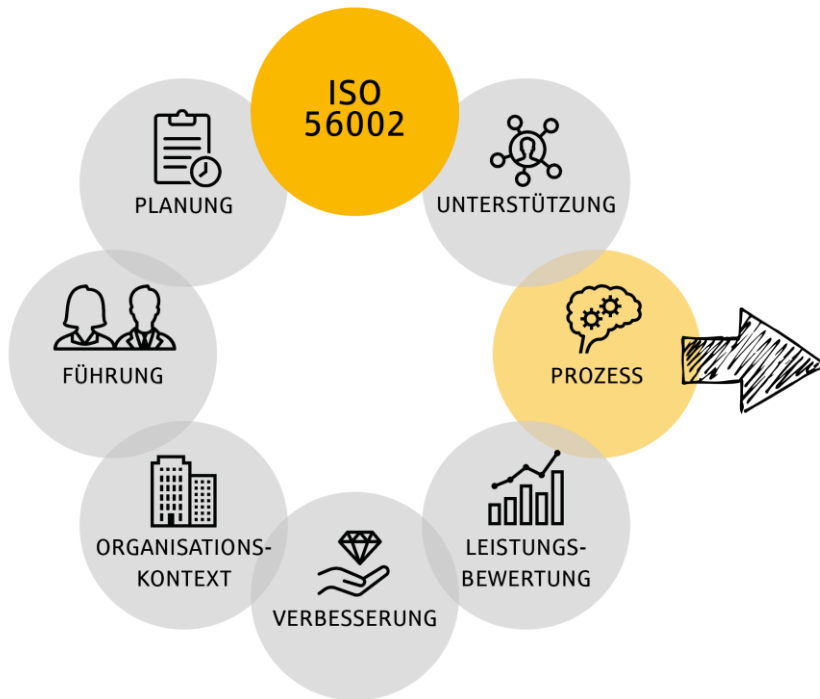 ISO
56002
PLANUNG
UNTERSTÜTZUNG
FÜHRUNG
PROZESS
ORGANISATIONS-
KONTEXT
LEISTUNGS-
BEWERTUNG
VERBESSERUNG